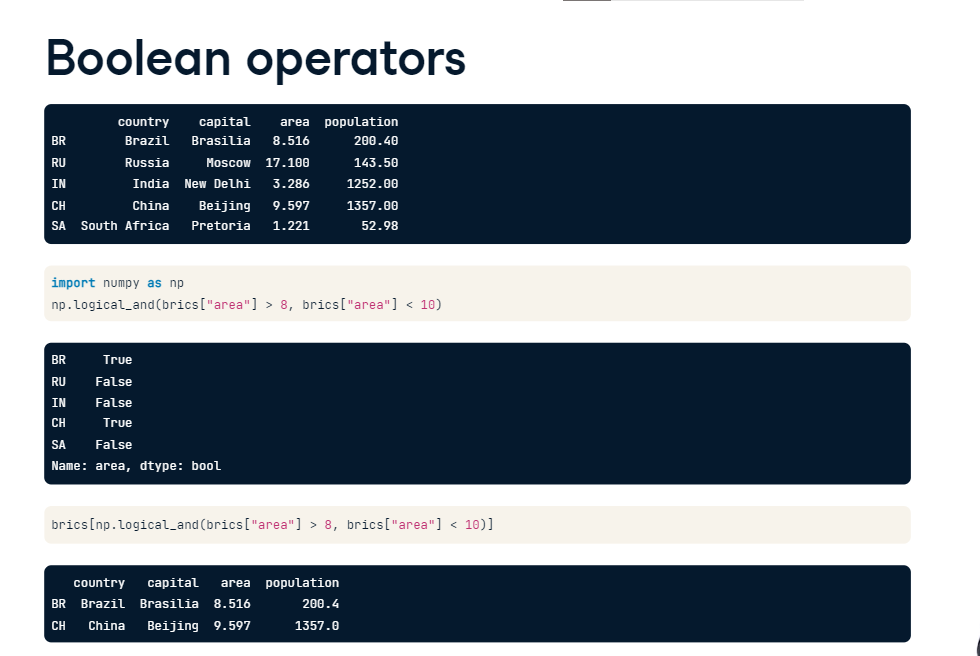 Boolean operators
country capital area population
BR Brazil Brasilia 8.516 200.40
RU Russia Moscow 17.100 143.50
IN India New Delhi 3.286 1252.00
CH China Beijing 9.597 1357.00
SA South Africa Pretoria 1.221 52.98
import numpy as np
np.logical_and(brics["area"] > 8, brics["area"] < 10)
BR True
RU False
IN False
CH True
SA False
Name: area, dtype: bool
brics[np.logical_and(brics["area"] > 8, brics["area"] < 10)]
country capital area population
BR Brazil Brasilia 8.516 200.4
CH China Beijing 9.597 1357.0